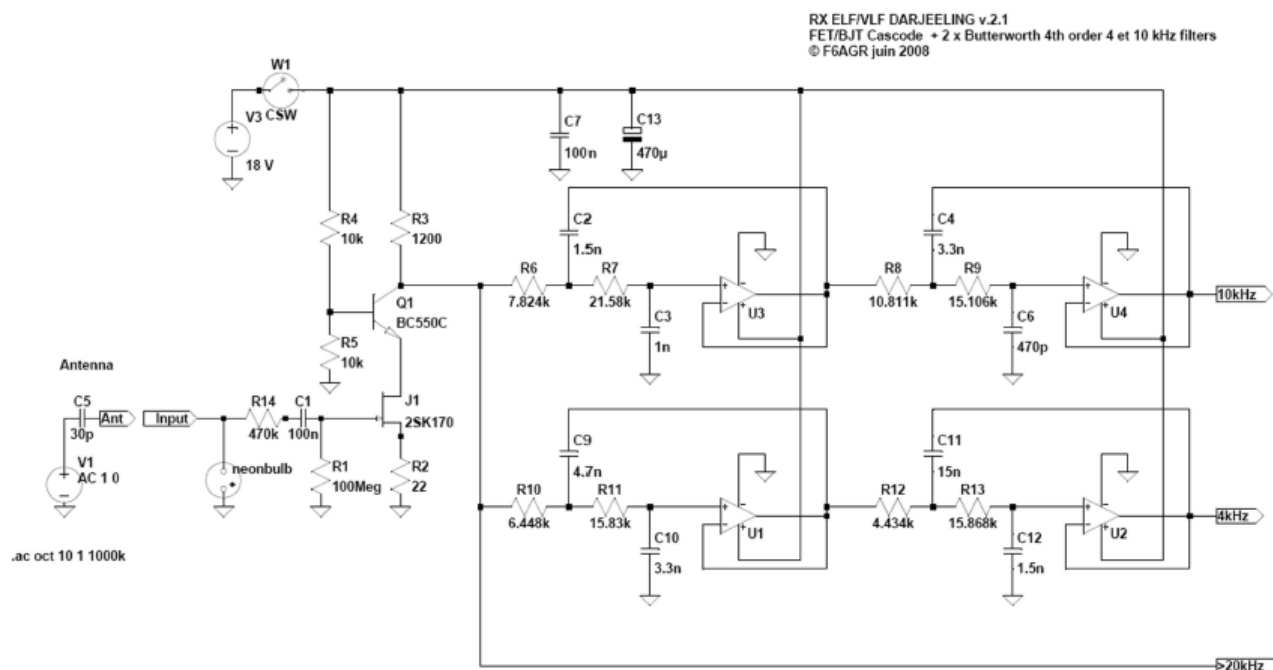 RX ELF/VLF DARJEELING v.2.1
FET/BJT Cascode + 2 x Butterworth 4th order 4 et 10 kHz filters
© F6AGR juin 2008
W1
CSW
V3
18 V
C7
100n
C13
470µ
R4
10k
R3
1200
C2
1.5n
C4
3.3n
R6
7.824k
R7
21.58k
R8
10.811k
R9
15.106k
Q1
BC550C
C3
1n
U3
C6
470p
U4
10kHz
R5
10k
Antenna
C5
30p
Ant
Input
R14
470k
C1
100n
J1
2SK170
V1
AC 1 0
neonbulb
R1
100Meg
R2
22
C9
4.7n
C11
15n
R10
6.448k
R11
15.83k
R12
4.434k
R13
15.868k
C10
3.3n
U1
C12
1.5n
U2
4kHz
.ac oct 10 1 1000k
>20kHz